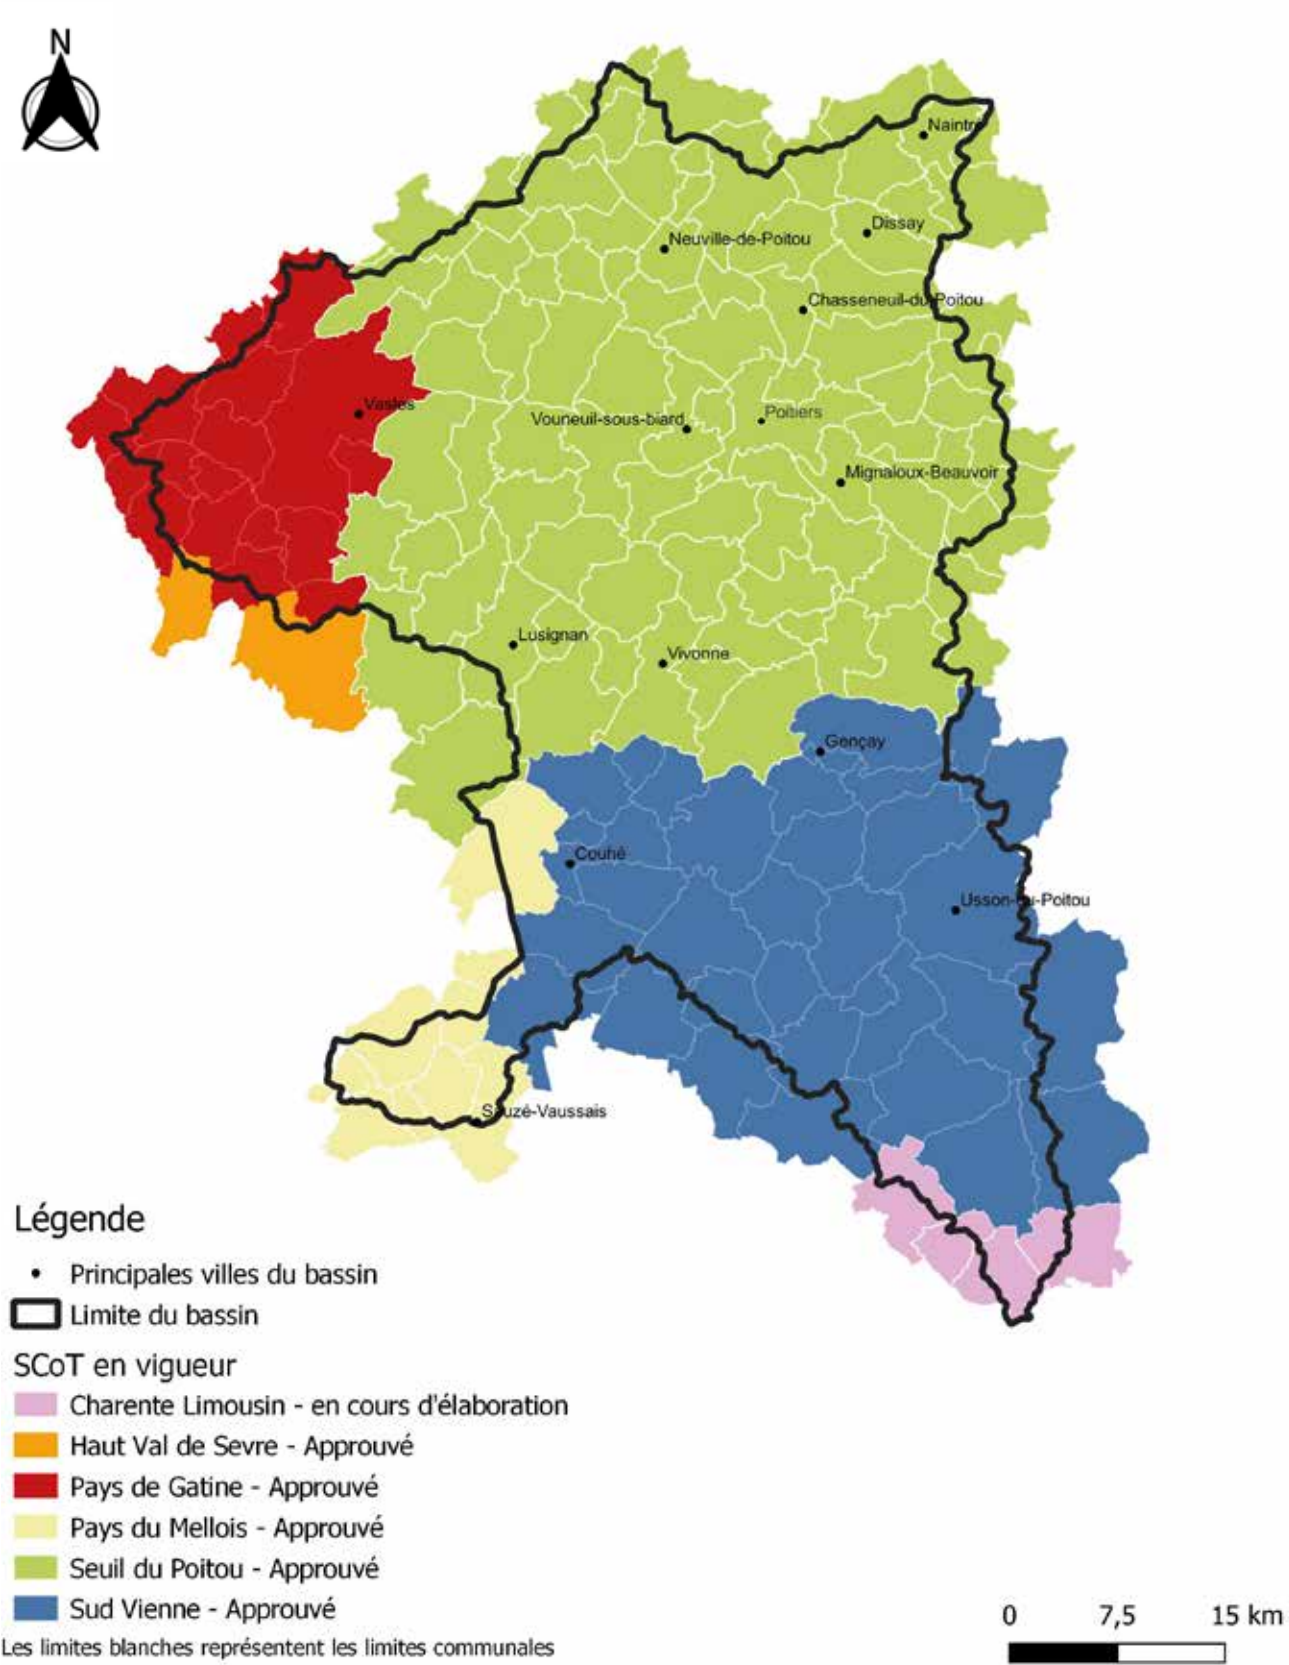 N
Naintré
Dissay
Neuville-de-Poitou
Chasseneuil-du-Poitou
Vasles
Vouneuil-sous-biard
Poitiers
Mignaloux-Beauvoir
Lusignan
Vivonne
Gençay
Couhé
Usson-du-Poitou
Sauzé-Vaussais
Légende
Principales villes du bassin
Limite du bassin
SCoT en vigueur
Charente Limousin - en cours d'élaboration
Haut Val de Sevre - Approuvé
Pays de Gatine - Approuvé
Pays du Mellois - Approuvé
Seuil du Poitou - Approuvé
Sud Vienne - Approuvé
0 7,5 15 km
Les limites blanches représentent les limites communales